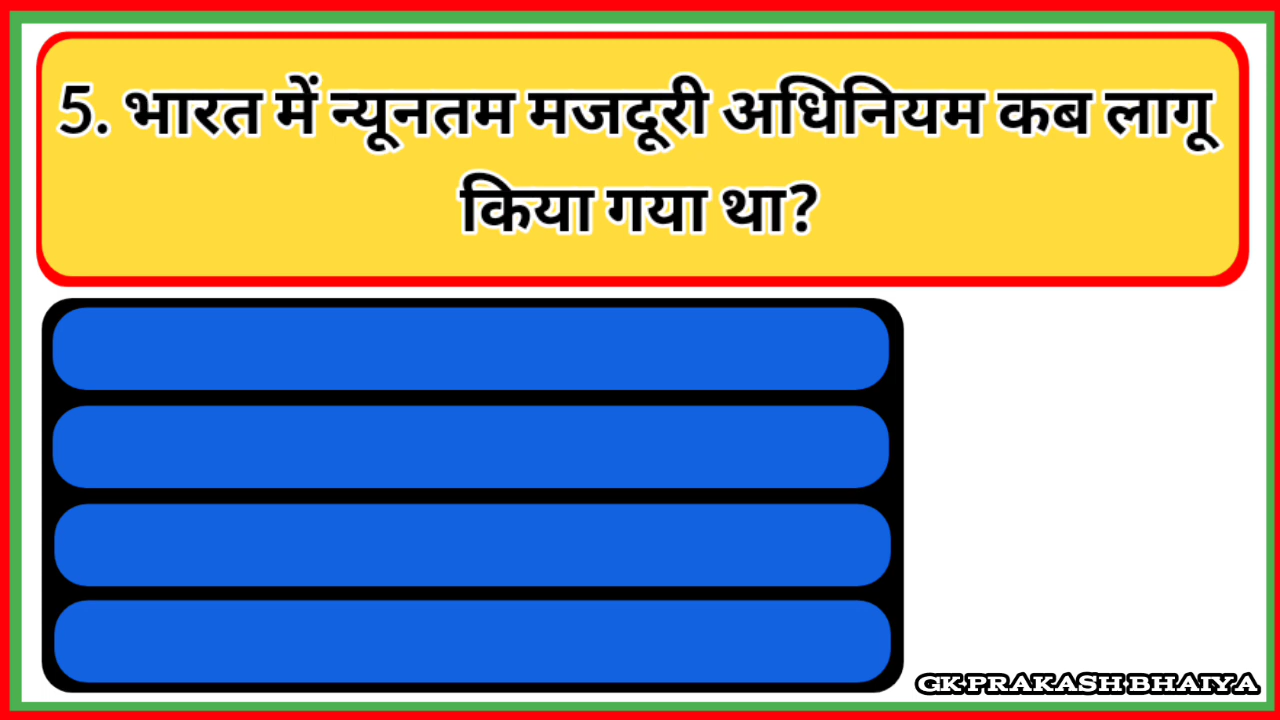 5. भारत में न्यूनतम मजदूरी अधिनियम कब लागू
किया गया था?
GK PRAKASH BHAIYA